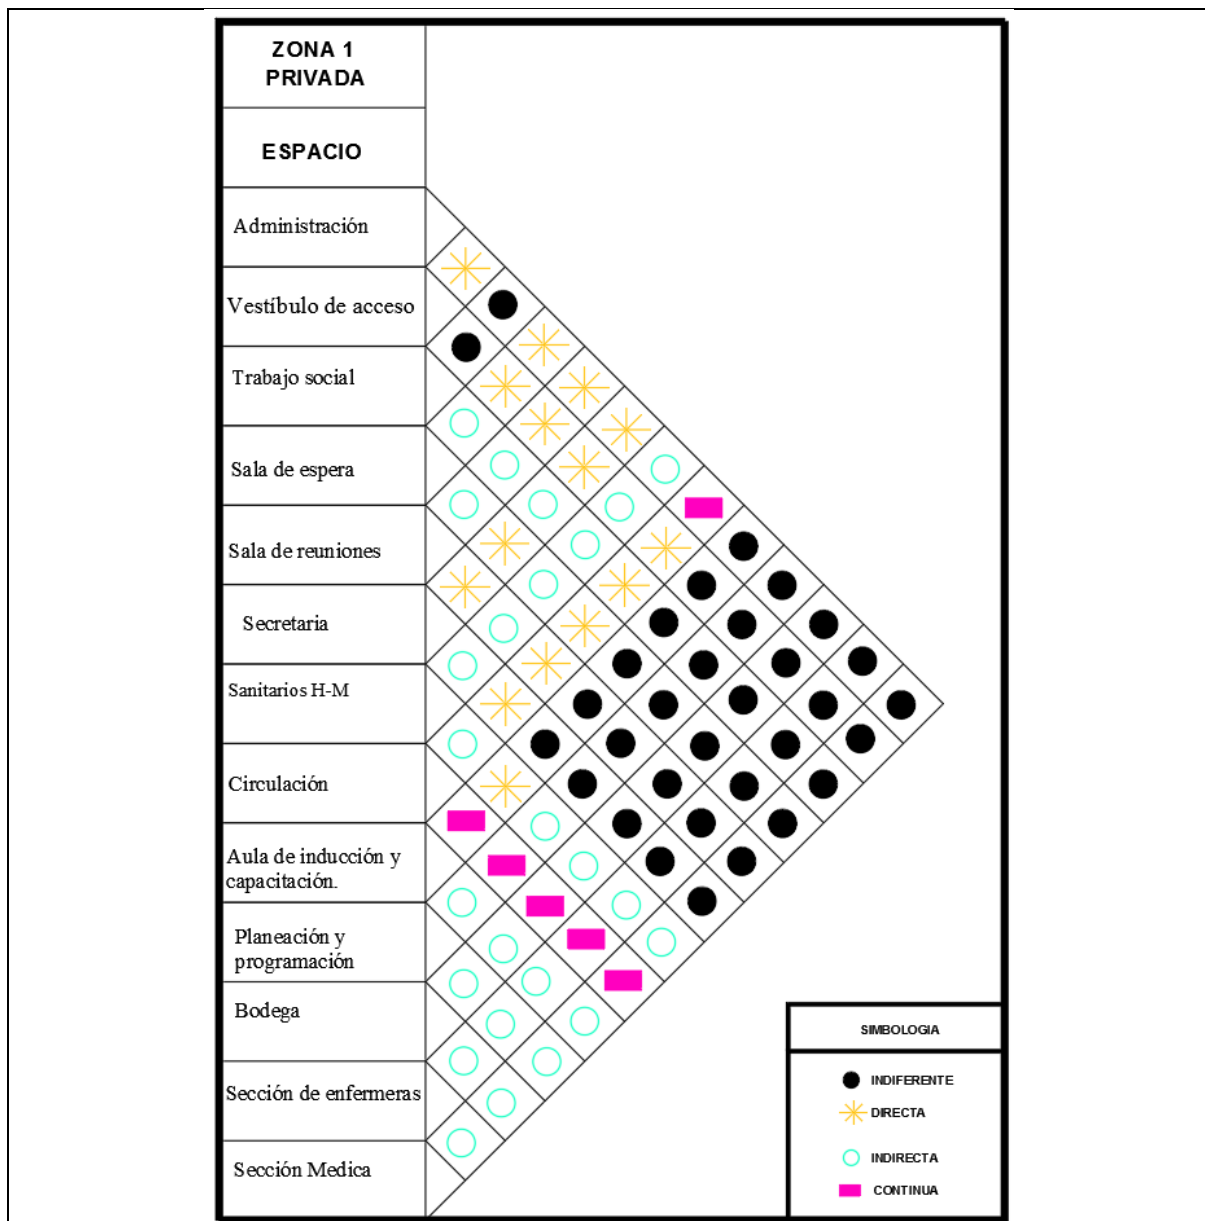 ZONA 1
PRIVADA
ESPACIO
Administración
Vestíbulo de acceso
Trabajo social
Sala de espera
Sala de reuniones
Secretaria
Sanitarios H-M
Circulación
Aula de inducción y
capacitación.
Planeación y
programación
Bodega
Sección de enfermeras
Sección Medica
SIMBOLOGIA
INDIFERENTE
DIRECTA
INDIRECTA
CONTINUA